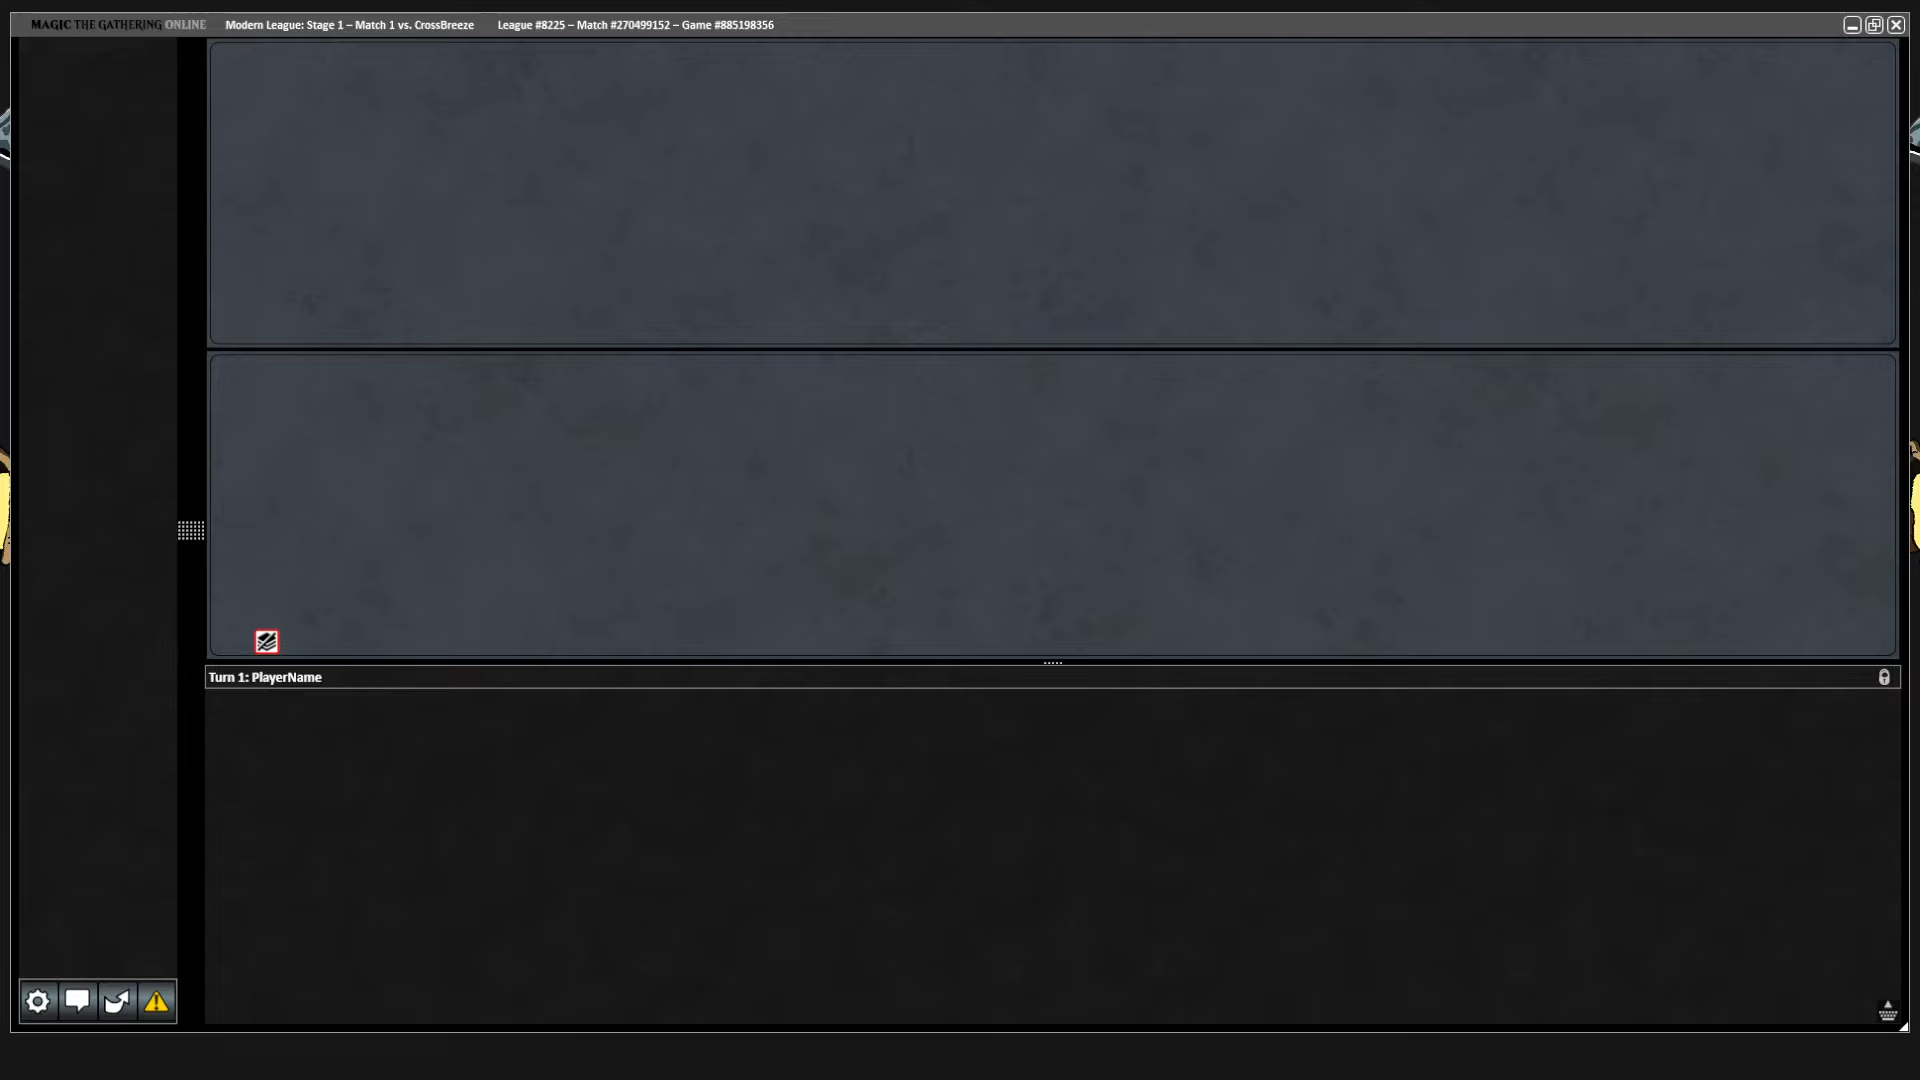 MAGIC THE GATHERING ONLINE Modern League: Stage 1 – Match 1 vs. CrossBreeze League #8225 – Match #270499152 – Game #885198356
Turn 1: PlayerName